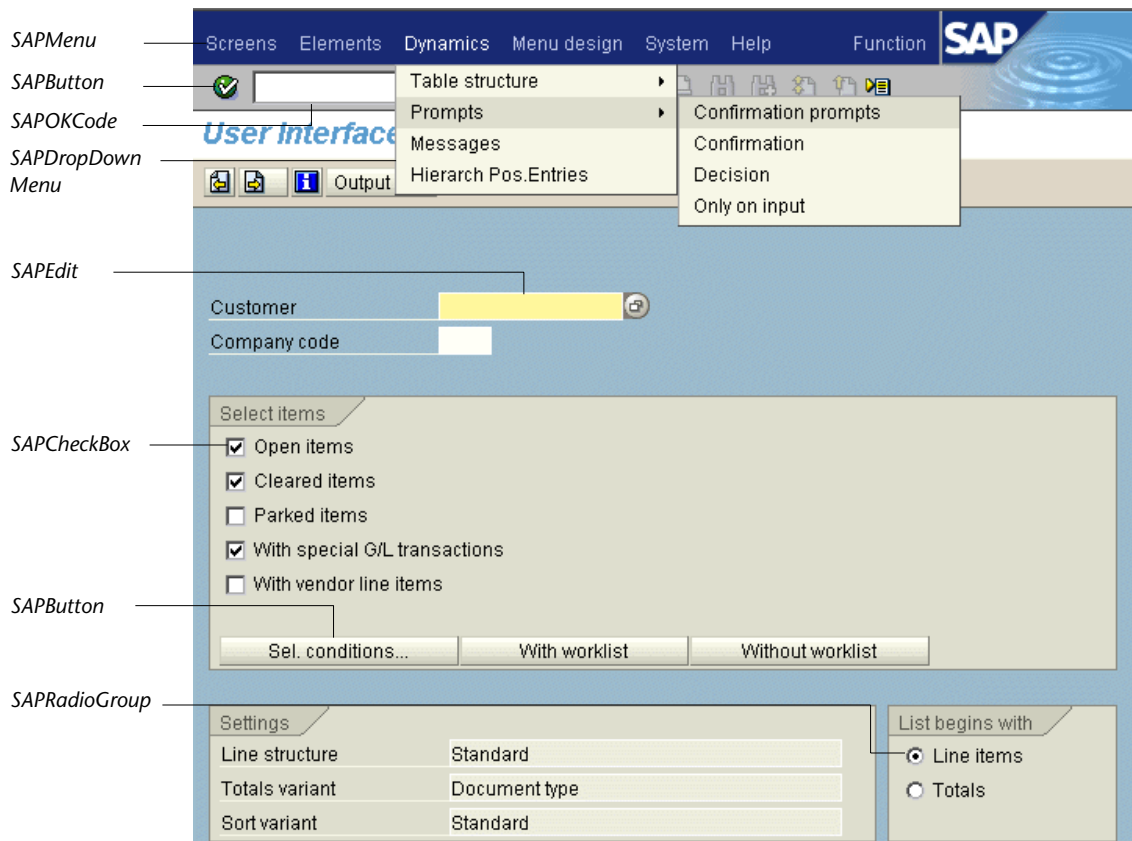 SAPMenu
Screens Elements Dynamics Menu design System Help Function SAP
SAPButton
Table structure
SAPOKCode
Prompts
Confirmation prompts
User Interface
SAPDropDown
Menu
Messages
Confirmation
Output
Hierarch Pos.Entries
Decision
Only on input
SAPEdit
Customer
Company code
Select items
SAPCheckBox
Open items
Cleared items
Parked items
With special G/L transactions
With vendor line items
SAPButton
Sel. conditions... With worklist Without worklist
SAPRadioGroup
Settings
List begins with
Line structure Standard
Line items
Totals variant Document type
Totals
Sort variant Standard